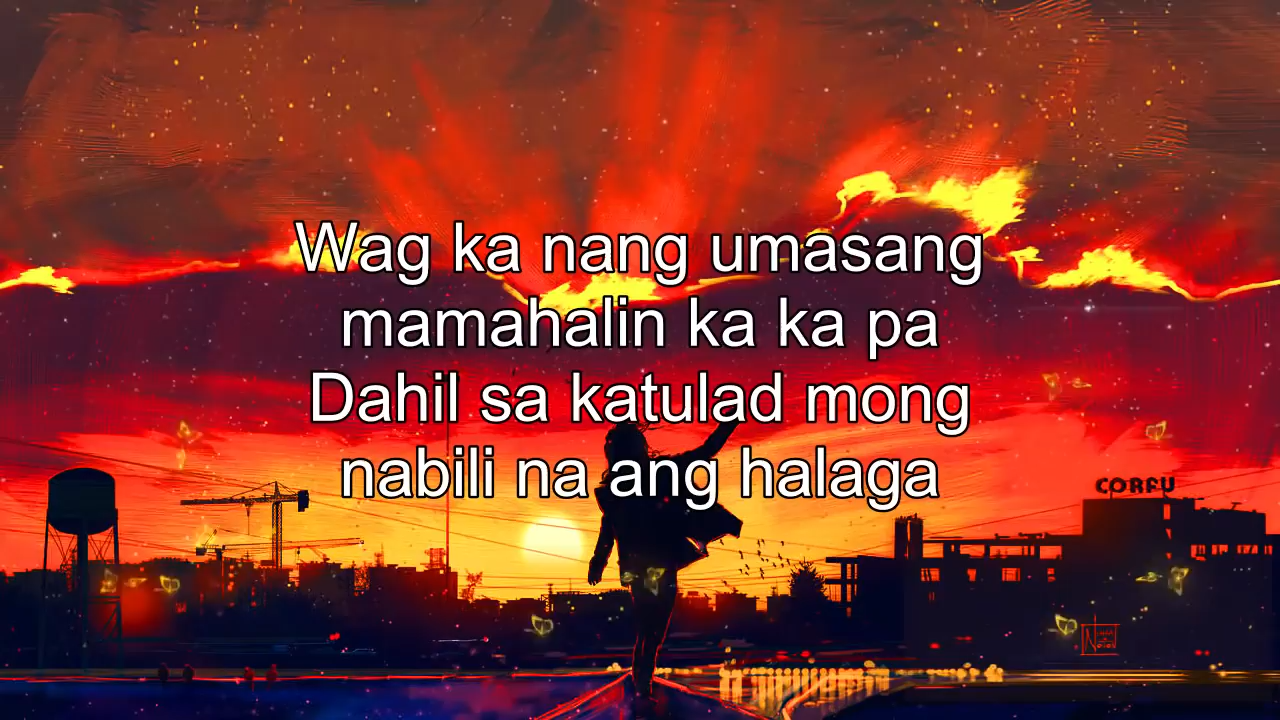 Wag ka nang umasang
mamahalin ka ka pa
Dahil sa katulad mong
nabili na ang halaga
CORFU